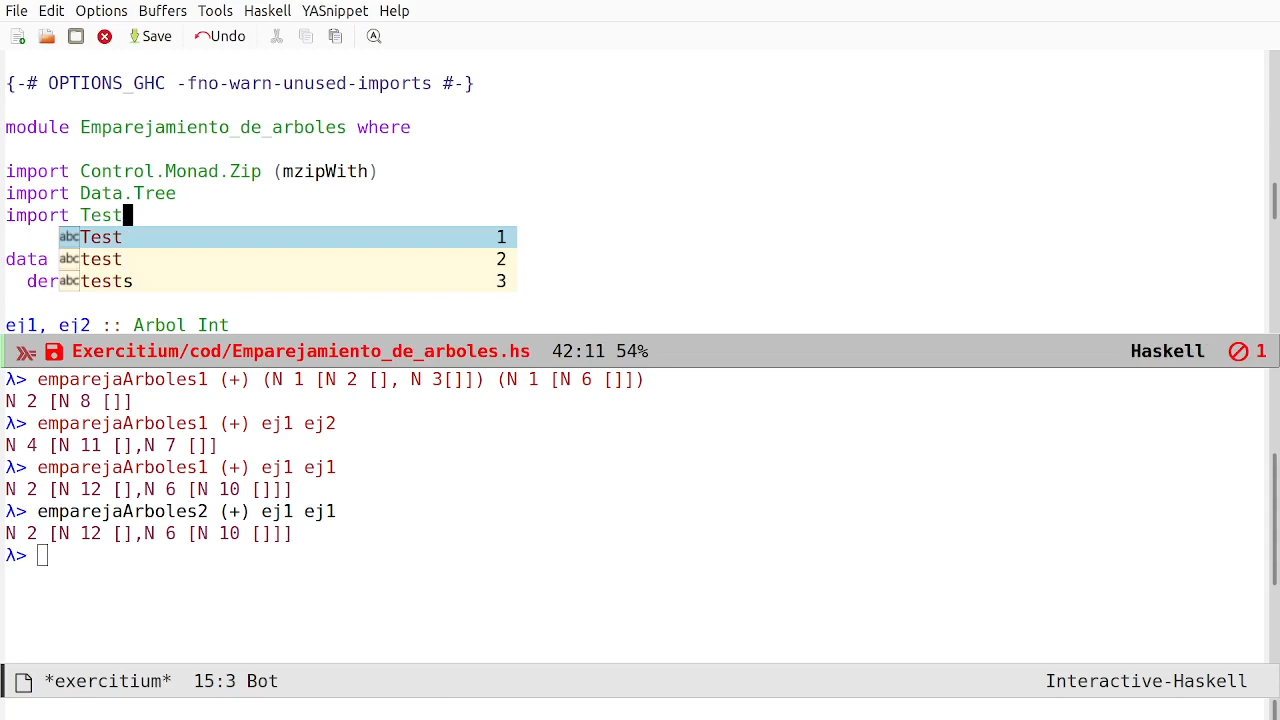 File Edit Options Buffers Tools Haskell YASnippet Help
Save Undo
{-# OPTIONS_GHC -fno-warn-unused-imports #-}
module Emparejamiento_de_arboles where
import Control.Monad.Zip (mzipWith)
import Data.Tree
import Test
abc Test 1
data abc test 2
der abc tests 3
ej1, ej2 :: Arbol Int
Exercitium/cod/Emparejamiento_de_arboles.hs 42:11 54% Haskell 1
λ> emparejaArboles1 (+) (N 1 [N 2 [], N 3[]]) (N 1 [N 6 []])
N 2 [N 8 []]
λ> emparejaArboles1 (+) ej1 ej2
N 4 [N 11 [],N 7 []]
λ> emparejaArboles1 (+) ej1 ej1
N 2 [N 12 [],N 6 [N 10 []]]
λ> emparejaArboles2 (+) ej1 ej1
N 2 [N 12 [],N 6 [N 10 []]]
λ>
*exercitium* 15:3 Bot Interactive-Haskell